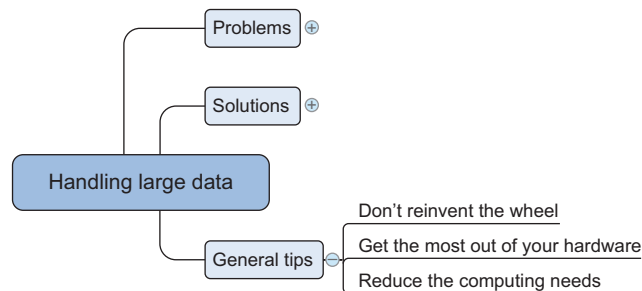 Problems
Solutions
Handling large data
Don’t reinvent the wheel
Get the most out of your hardware
General tips
Reduce the computing needs